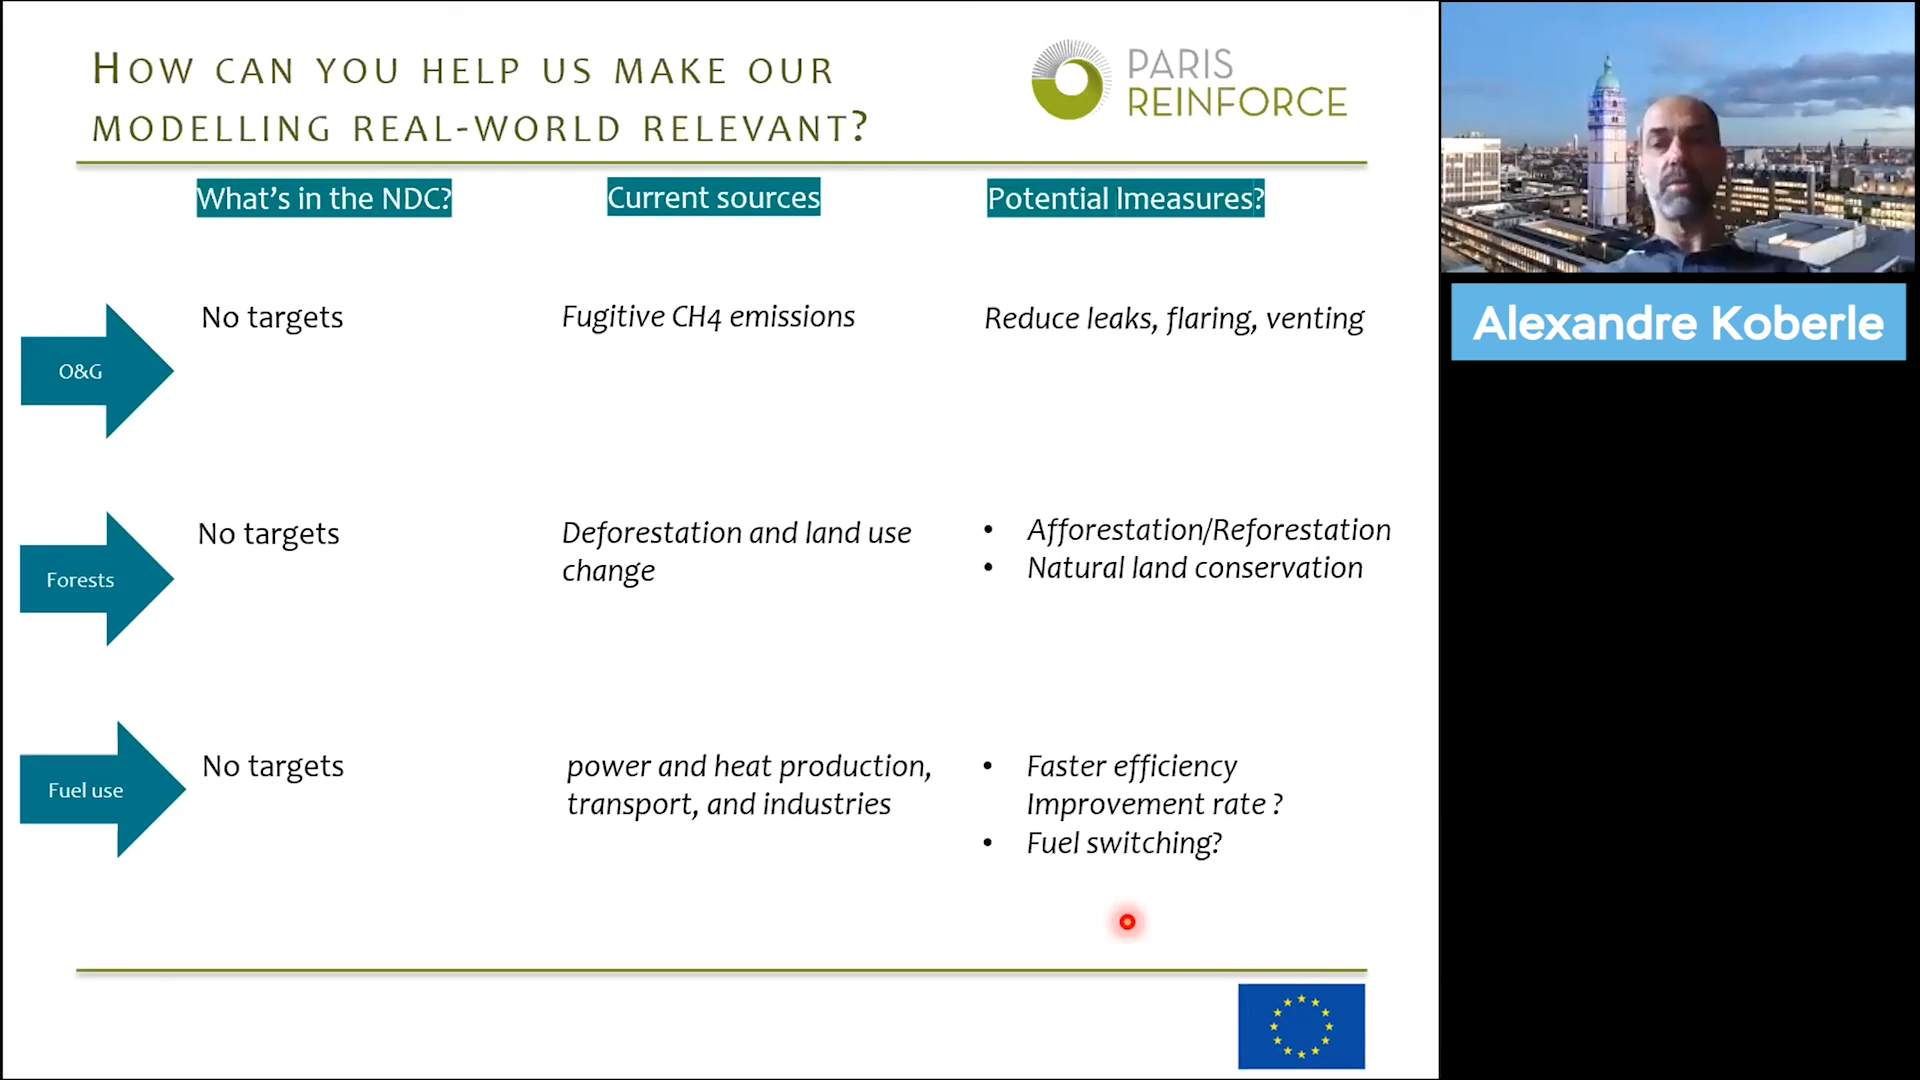 HOW CAN YOU HELP US MAKE OUR
MODELLING REAL-WORLD RELEVANT?
PARIS
REINFORCE
What's in the NDC?
Current sources
Potential lmeasures?
O&G
No targets
Fugitive CH4 emissions
Reduce leaks, flaring, venting
Forests
No targets
Deforestation and land use
change
• Afforestation/Reforestation
• Natural land conservation
Fuel use
No targets
power and heat production,
transport, and industries
• Faster efficiency
Improvement rate ?
• Fuel switching?
Alexandre Koberle